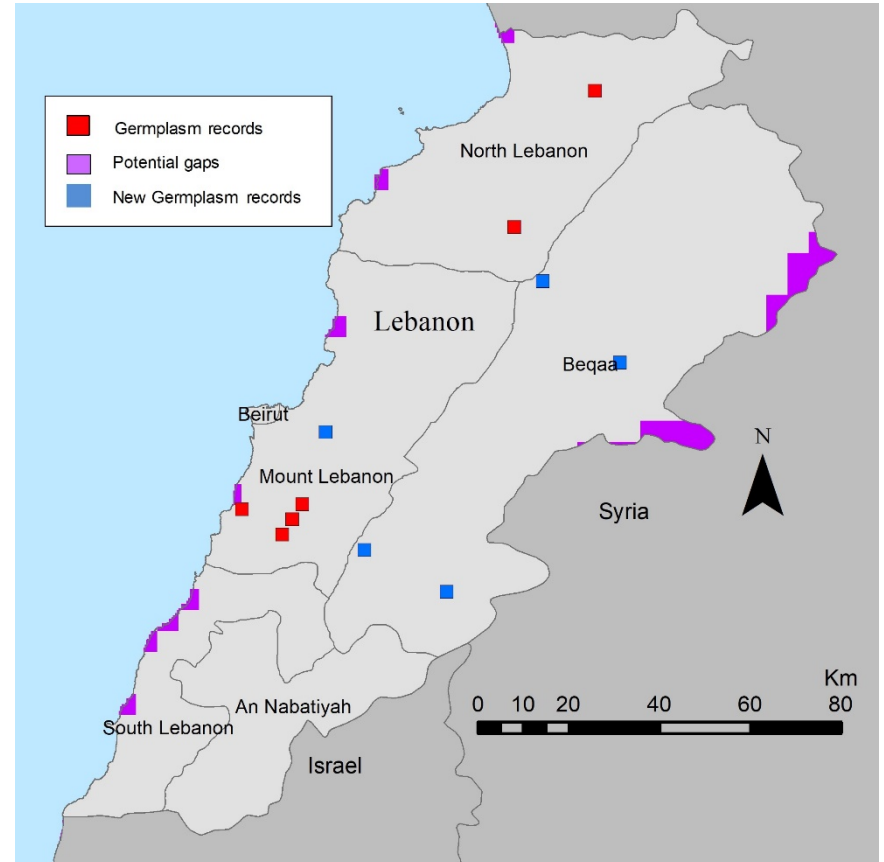 Germplasm records
Potential gaps
New Germplasm records
North Lebanon
Lebanon
Beqaa
Beirut
Mount Lebanon
N
Syria
Km
0 10 20 40 60 80
An Nabatiyah
South Lebanon
Israel